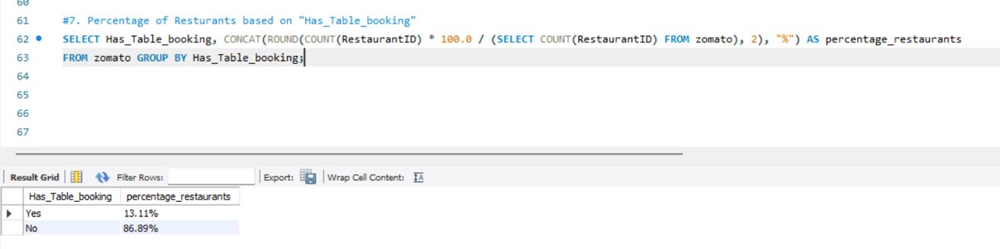 60
61 #7. Percentage of Resturants based on "Has_Table_booking"
62 SELECT Has_Table_booking, CONCAT(ROUND(COUNT(RestaurantID) * 100.0 / (SELECT COUNT(RestaurantID) FROM zomato), 2), "%") AS percentage_restaurants
63 FROM zomato GROUP BY Has_Table_booking;
64
65
66
67
Result Grid Filter Rows: Export: Wrap Cell Content:
Has_Table_booking percentage_restaurants
Yes 13.11%
No 86.89%